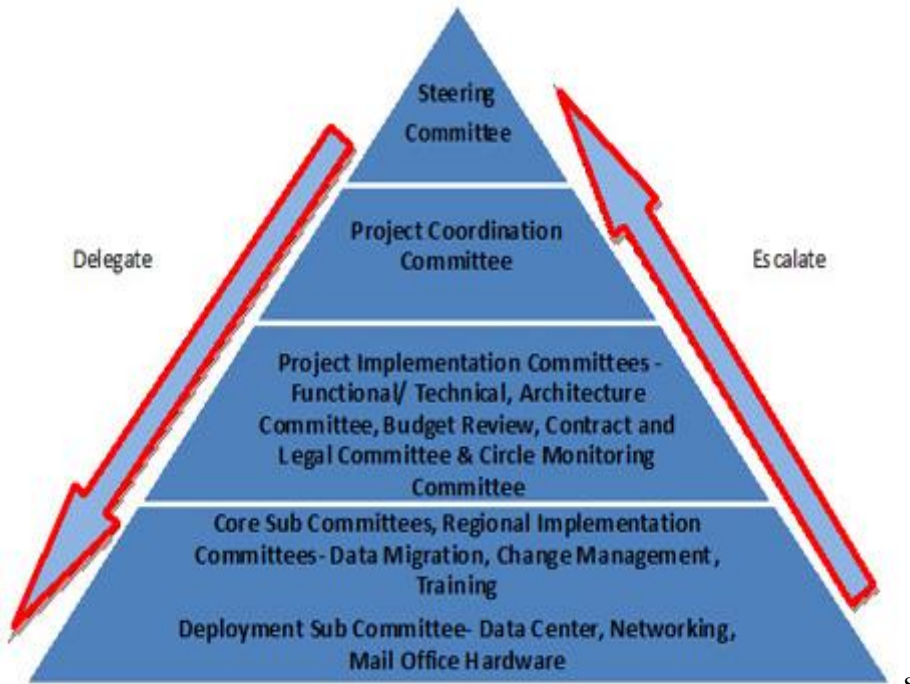 Steering
Committee
Project Coordination
Committee
Delegate
Escalate
Project Implementation Committees -
Functional/ Technical, Architecture
Committee, Budget Review, Contract and
Legal Committee & Circle Monitoring
Committee
Core Sub Committees, Regional Implementation
Committees- Data Migration, Change Management,
Training
Deployment Sub Committee- Data Center, Networking,
Mail Office Hardware